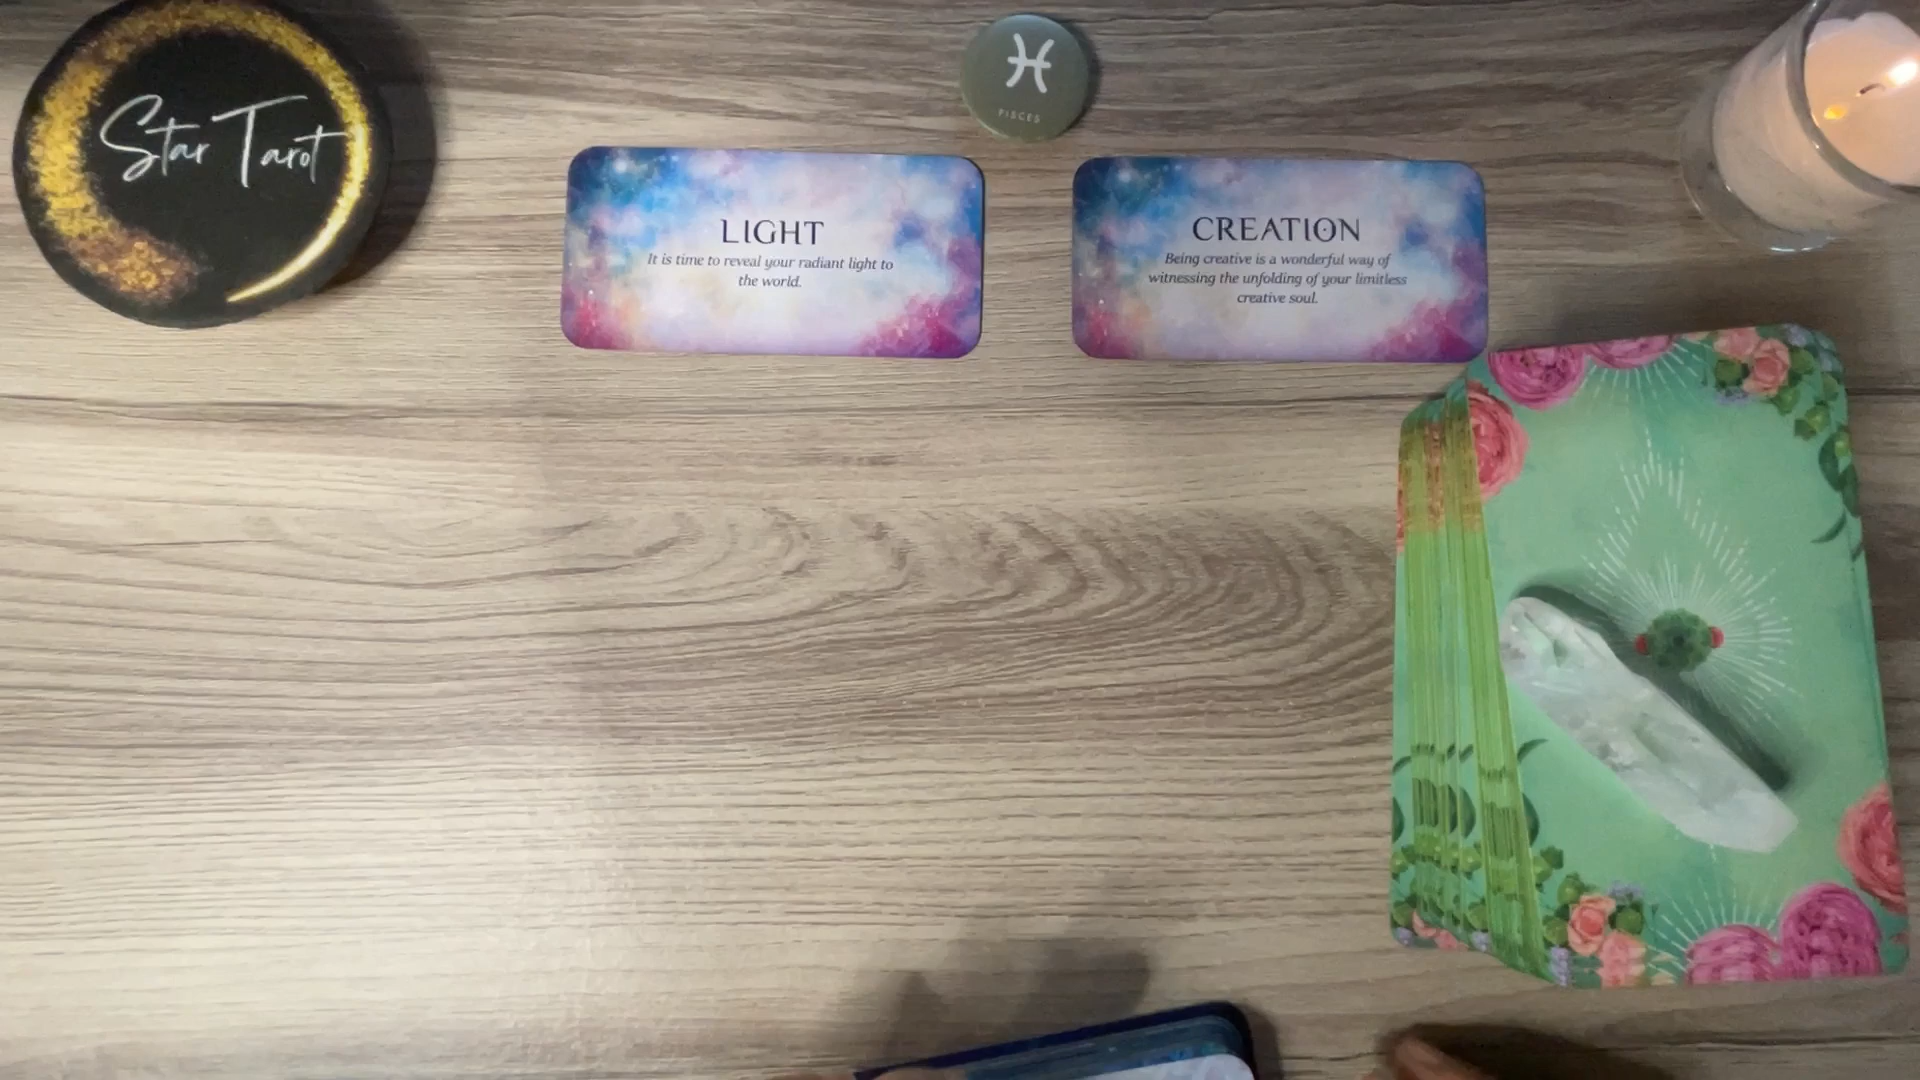 Star Tarot
PISCES
LIGHT
It is time to reveal your radiant light to
the world.
CREATION
Being creative is a wonderful way of
witnessing the unfolding of your limitless
creative soul.